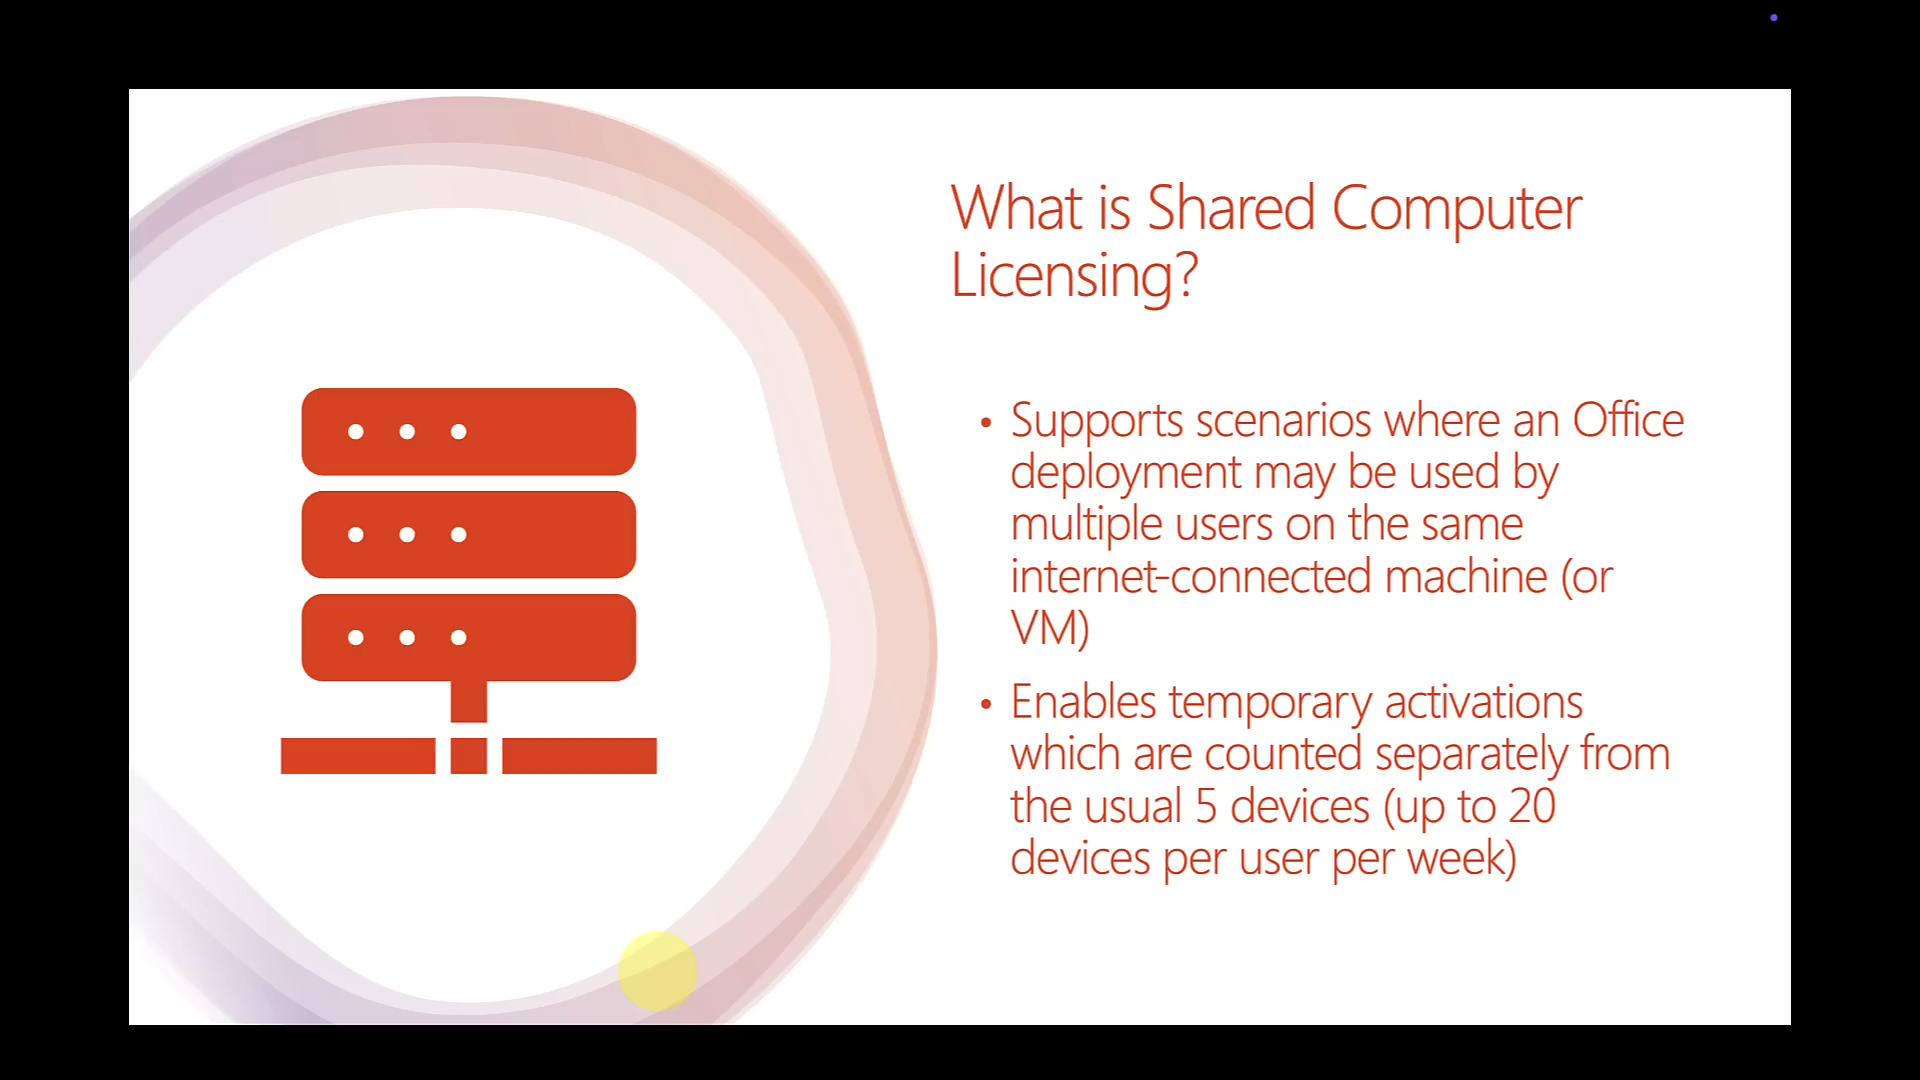 What is Shared Computer
Licensing?
• Supports scenarios where an Office
deployment may be used by
multiple users on the same
internet-connected machine (or
VM)
• Enables temporary activations
which are counted separately from
the usual 5 devices (up to 20
devices per user per week)